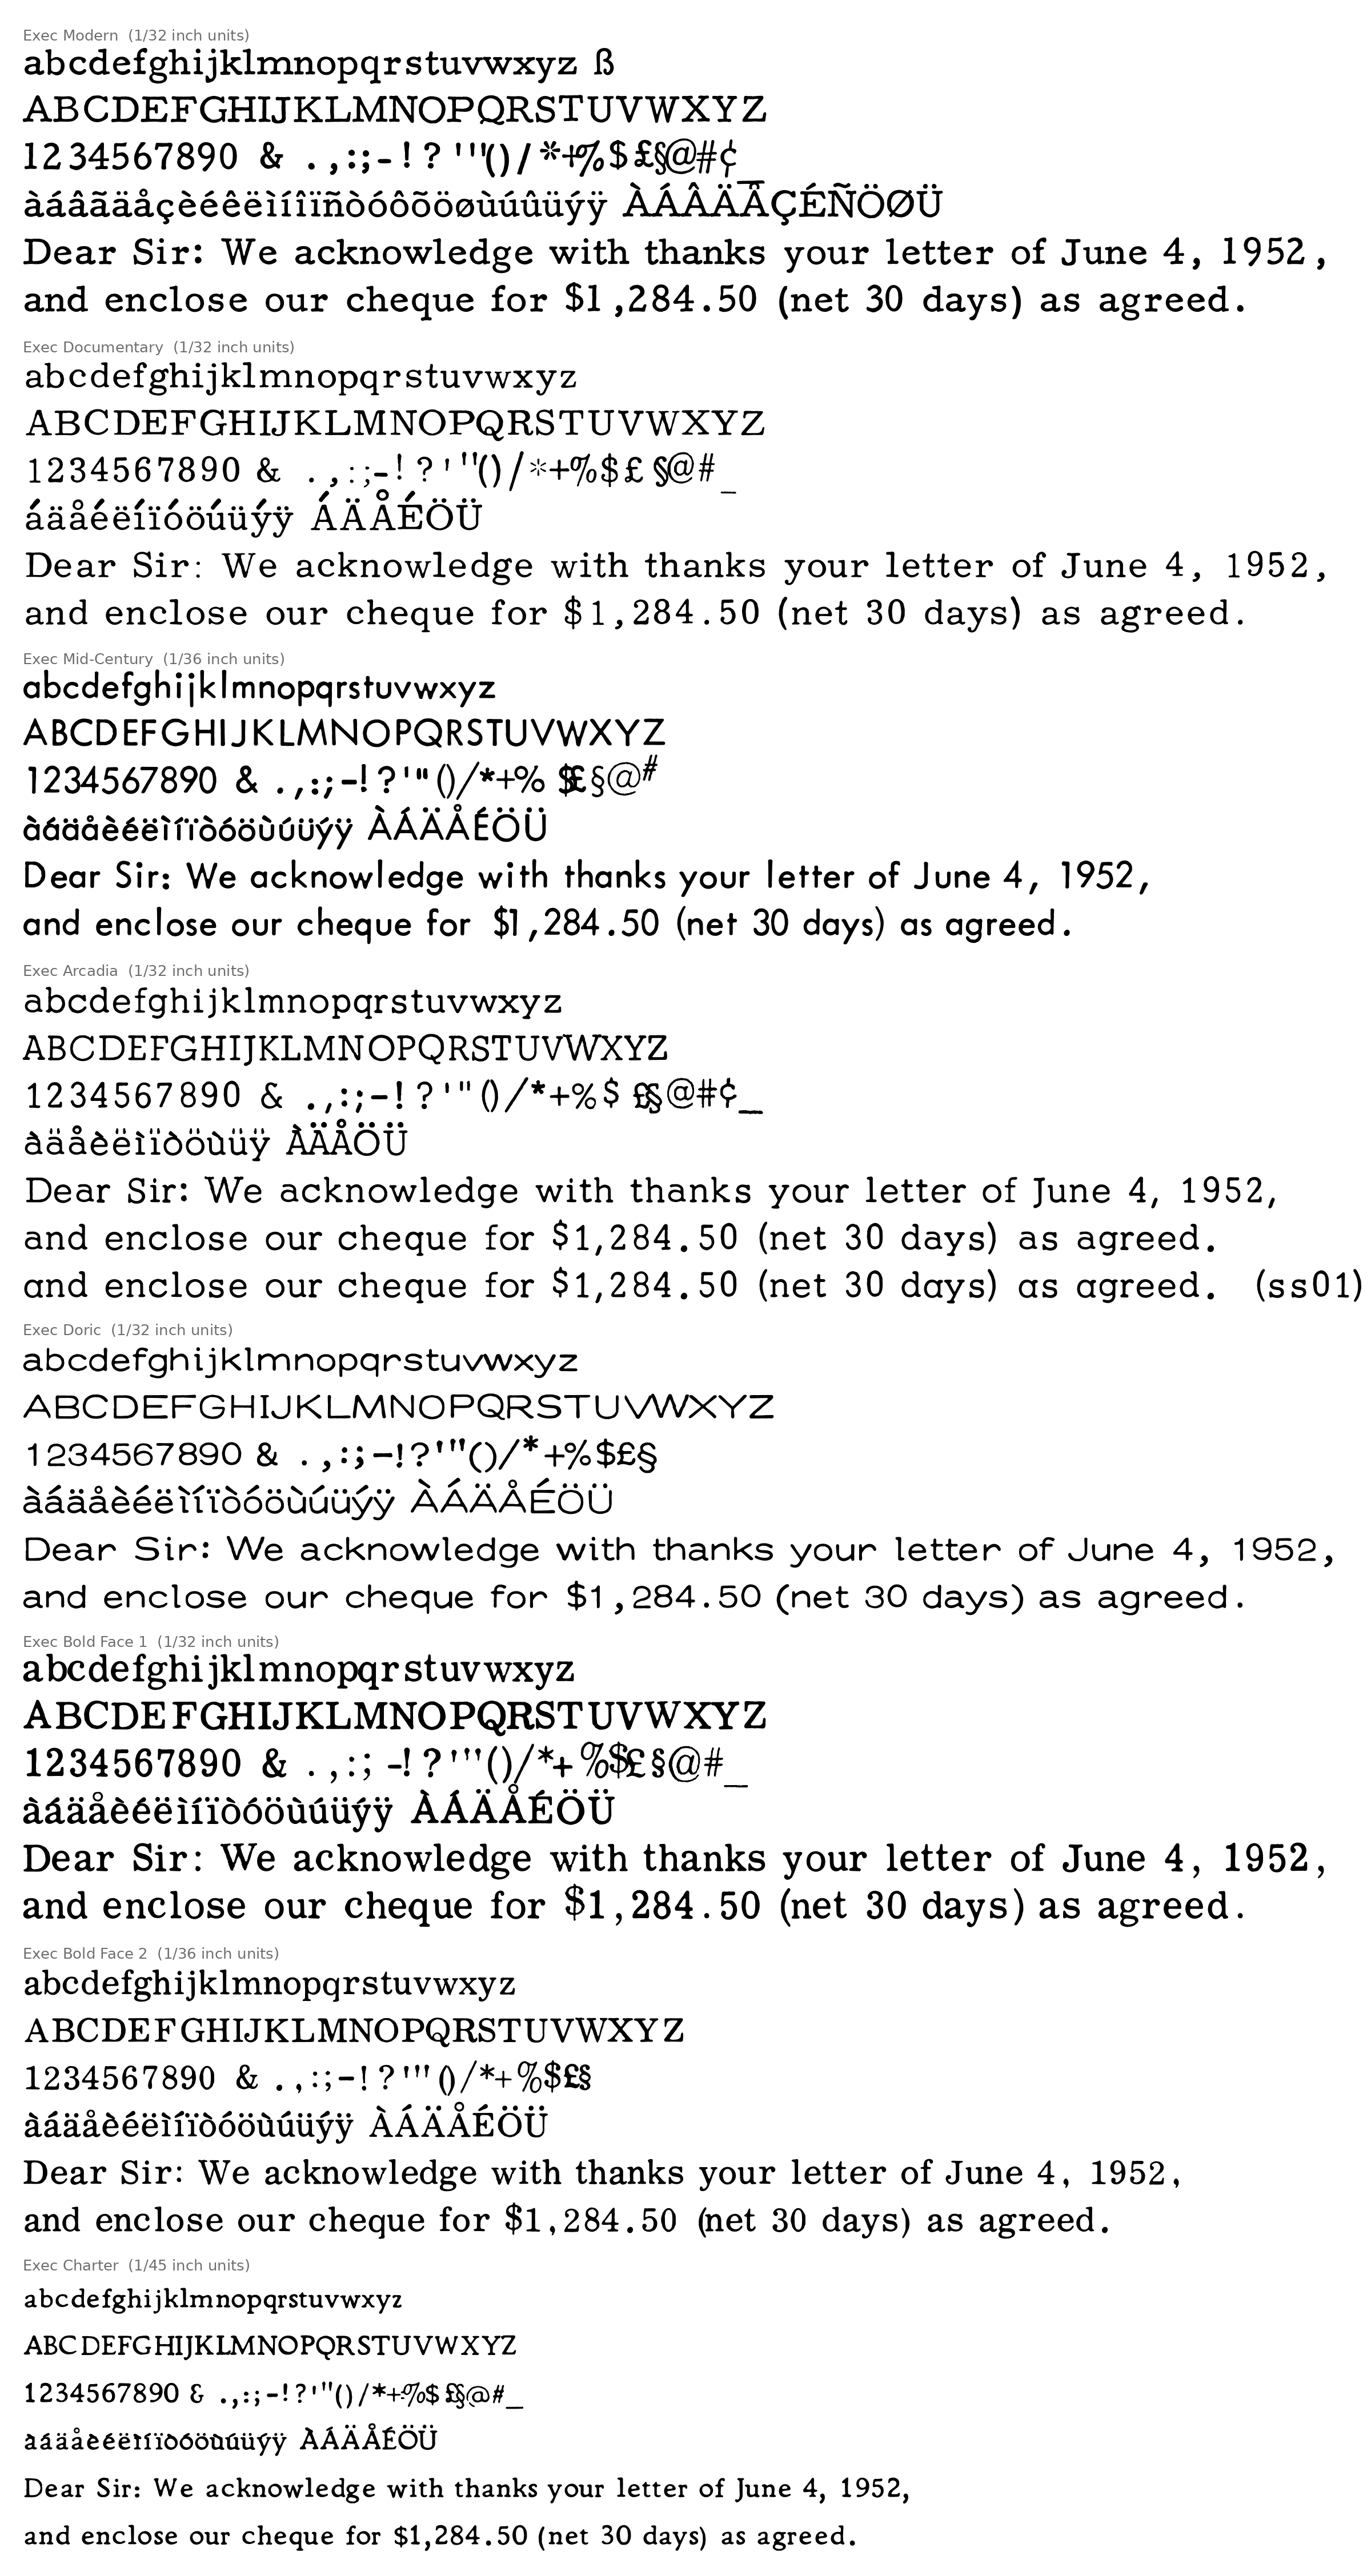 Exec Modern (1/32 inch units)
abcdefghijklmnopqrstuvwxyz ß
ABCDEFGHIJKLMNOPQRSTUVWXYZ
1234567890 & .,:;-!?'"()/*+%$£§@#¢_
àáâãäåçèéêëìíîïñòóôõöøùúûüýÿ ÀÁÂÄÅÇÉÑÖØÜ
Dear Sir: We acknowledge with thanks your letter of June 4, 1952,
and enclose our cheque for $1,284.50 (net 30 days) as agreed.
Exec Documentary (1/32 inch units)
abcdefghijklmnopqrstuvwxyz
ABCDEFGHIJKLMNOPQRSTUVWXYZ
1234567890 & .,:;-!?'"()/*+%$£§@#_
áäåéëíïóöúüýÿ ÁÄÅÉÖÜ
Dear Sir: We acknowledge with thanks your letter of June 4, 1952,
and enclose our cheque for $1,284.50 (net 30 days) as agreed.
Exec Mid-Century (1/36 inch units)
abcdefghijklmnopqrstuvwxyz
ABCDEFGHIJKLMNOPQRSTUVWXYZ
1234567890 & .,:;-!?'"()/*+%$£§@#
àáäåèéëìíïòóöùúüýÿ ÀÁÄÅÉÖÜ
Dear Sir: We acknowledge with thanks your letter of June 4, 1952,
and enclose our cheque for $1,284.50 (net 30 days) as agreed.
Exec Arcadia (1/32 inch units)
abcdefghijklmnopqrstuvwxyz
ABCDEFGHIJKLMNOPQRSTUVWXYZ
1234567890 & .,:;-!?'"()/*+%$£§@#¢_
àäåèëìïòöùüÿ ÀÄÅÖÜ
Dear Sir: We acknowledge with thanks your letter of June 4, 1952,
and enclose our cheque for $1,284.50 (net 30 days) as agreed.
and enclose our cheque for $1,284.50 (net 30 days) as agreed. (ss01)
Exec Doric (1/32 inch units)
abcdefghijklmnopqrstuvwxyz
ABCDEFGHIJKLMNOPQRSTUVWXYZ
1234567890 & .,:;-!?'"()/*+%$£§
àáäåèéëìíïòóöùúüýÿ ÀÁÄÅÉÖÜ
Dear Sir: We acknowledge with thanks your letter of June 4, 1952,
and enclose our cheque for $1,284.50 (net 30 days) as agreed.
Exec Bold Face 1 (1/32 inch units)
abcdefghijklmnopqrstuvwxyz
ABCDEFGHIJKLMNOPQRSTUVWXYZ
1234567890 & .,:;-!?'"()/*+%$£§@#_
àáäåèéëìíïòóöùúüýÿ ÀÁÄÅÉÖÜ
Dear Sir: We acknowledge with thanks your letter of June 4, 1952,
and enclose our cheque for $1,284.50 (net 30 days) as agreed.
Exec Bold Face 2 (1/36 inch units)
abcdefghijklmnopqrstuvwxyz
ABCDEFGHIJKLMNOPQRSTUVWXYZ
1234567890 & .,:;-!?'"()/*+%$£§
àáäåèéëìíïòóöùúüýÿ ÀÁÄÅÉÖÜ
Dear Sir: We acknowledge with thanks your letter of June 4, 1952,
and enclose our cheque for $1,284.50 (net 30 days) as agreed.
Exec Charter (1/45 inch units)
abcdefghijklmnopqrstuvwxyz
ABCDEFGHIJKLMNOPQRSTUVWXYZ
1234567890 & .,:;-!?'"()/*+%$£§@#_
àáäåèéëìíïòóöùúüýÿ ÀÁÄÅÉÖÜ
Dear Sir: We acknowledge with thanks your letter of June 4, 1952,
and enclose our cheque for $1,284.50 (net 30 days) as agreed.